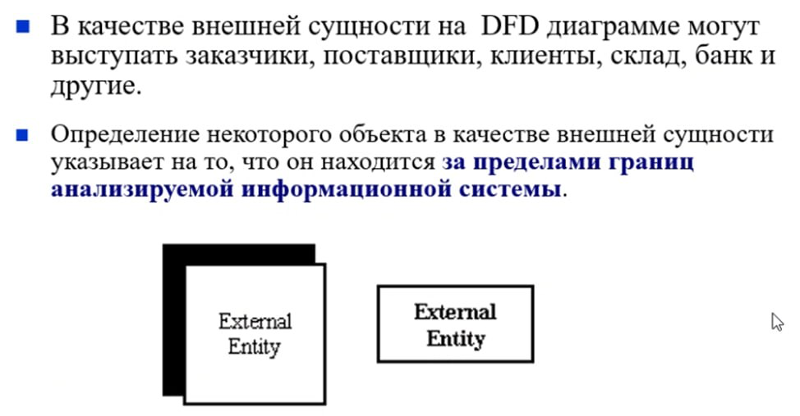 В качестве внешней сущности на DFD диаграмме могут
выступать заказчики, поставщики, клиенты, склад, банк и
другие.
Определение некоторого объекта в качестве внешней сущности
указывает на то, что он находится за пределами границ
анализируемой информационной системы.
External
Entity
External
Entity